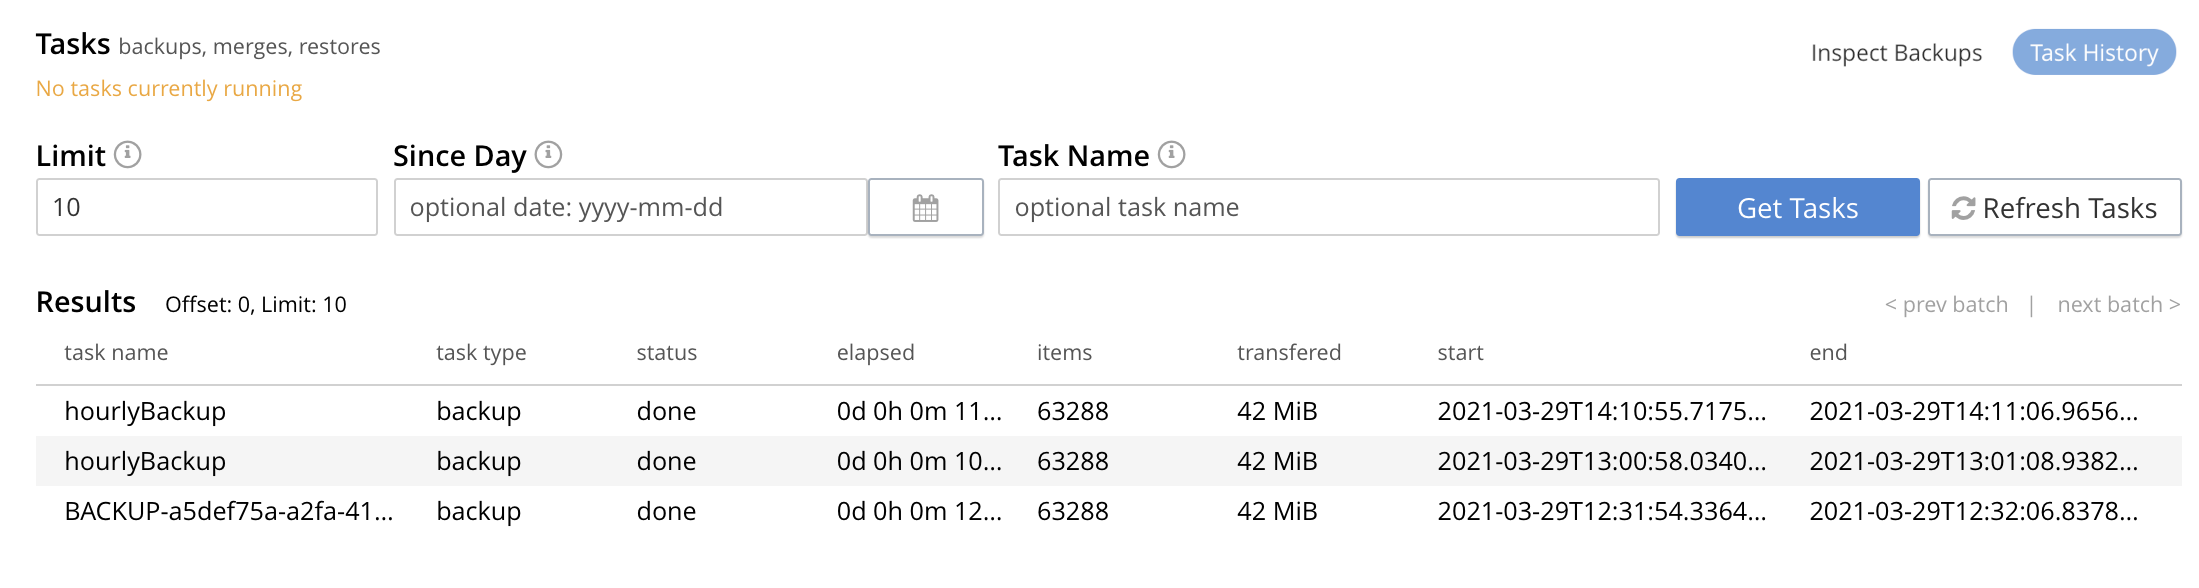 Tasks backups, merges, restores
Inspect Backups Task History
No tasks currently running
Limit Since Day Task Name
10 optional date: yyyy-mm-dd optional task name Get Tasks Refresh Tasks
Results Offset: 0, Limit: 10 < prev batch | next batch >
task name task type status elapsed items transfered start end
hourlyBackup backup done 0d 0h 0m 11... 63288 42 MiB 2021-03-29T14:10:55.7175... 2021-03-29T14:11:06.9656...
hourlyBackup backup done 0d 0h 0m 10... 63288 42 MiB 2021-03-29T13:00:58.0340... 2021-03-29T13:01:08.9382...
BACKUP-a5def75a-a2fa-41... backup done 0d 0h 0m 12... 63288 42 MiB 2021-03-29T12:31:54.3364... 2021-03-29T12:32:06.8378...